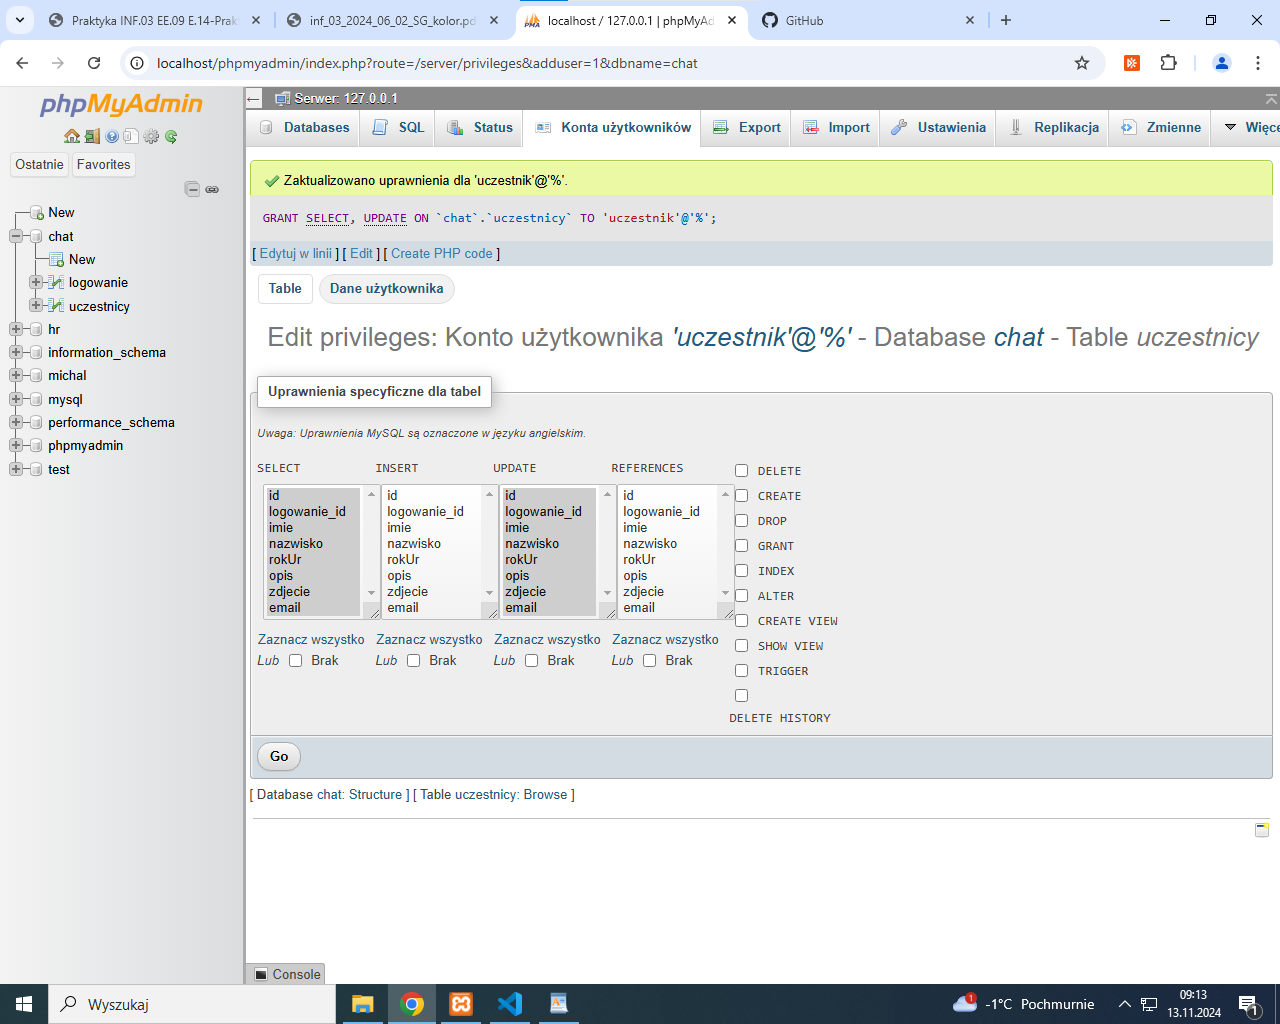 Praktyka INF.03 EE.09 E.14-Prak
inf_03_2024_06_02_SG_kolor.pd
localhost / 127.0.0.1 | phpMyAd
GitHub
localhost/phpmyadmin/index.php?route=/server/privileges&adduser=1&dbname=chat
phpMyAdmin
Ostatnie
Favorites
New
chat
New
logowanie
uczestnicy
hr
information_schema
michal
mysql
performance_schema
phpmyadmin
test
Serwer: 127.0.0.1
Databases
SQL
Status
Konta użytkowników
Export
Import
Ustawienia
Replikacja
Zmienne
Więce
Zaktualizowano uprawnienia dla 'uczestnik'@'%'.
GRANT SELECT, UPDATE ON `chat`.`uczestnicy` TO 'uczestnik'@'%';
[ Edytuj w linii ] [ Edit ] [ Create PHP code ]
Table
Dane użytkownika
Edit privileges: Konto użytkownika 'uczestnik'@'%' - Database chat - Table uczestnicy
Uprawnienia specyficzne dla tabel
Uwaga: Uprawnienia MySQL są oznaczone w języku angielskim.
SELECT
id
logowanie_id
imie
nazwisko
rokUr
opis
zdjecie
email
Zaznacz wszystko
Lub Brak
INSERT
id
logowanie_id
imie
nazwisko
rokUr
opis
zdjecie
email
Zaznacz wszystko
Lub Brak
UPDATE
id
logowanie_id
imie
nazwisko
rokUr
opis
zdjecie
email
Zaznacz wszystko
Lub Brak
REFERENCES
id
logowanie_id
imie
nazwisko
rokUr
opis
zdjecie
email
Zaznacz wszystko
Lub Brak
DELETE
CREATE
DROP
GRANT
INDEX
ALTER
CREATE VIEW
SHOW VIEW
TRIGGER
DELETE HISTORY
Go
[ Database chat: Structure ] [ Table uczestnicy: Browse ]
Console
Wyszukaj
1
-1°C Pochmurnie
09:13
13.11.2024
1